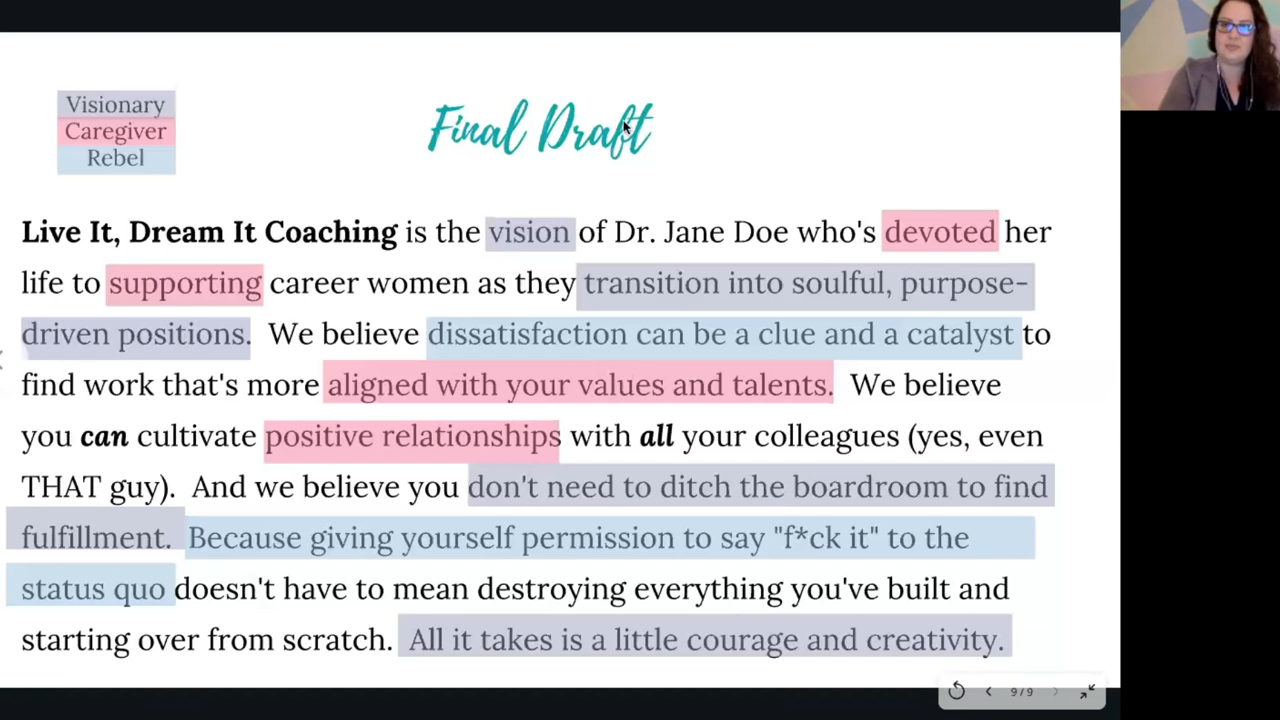 Visionary
Caregiver
Rebel
Final Draft
Live It, Dream It Coaching is the vision of Dr. Jane Doe who's devoted her
life to supporting career women as they transition into soulful, purpose-
driven positions. We believe dissatisfaction can be a clue and a catalyst to
find work that's more aligned with your values and talents. We believe
you can cultivate positive relationships with all your colleagues (yes, even
THAT guy). And we believe you don't need to ditch the boardroom to find
fulfillment. Because giving yourself permission to say "f*ck it" to the
status quo doesn't have to mean destroying everything you've built and
starting over from scratch. All it takes is a little courage and creativity.
9/9